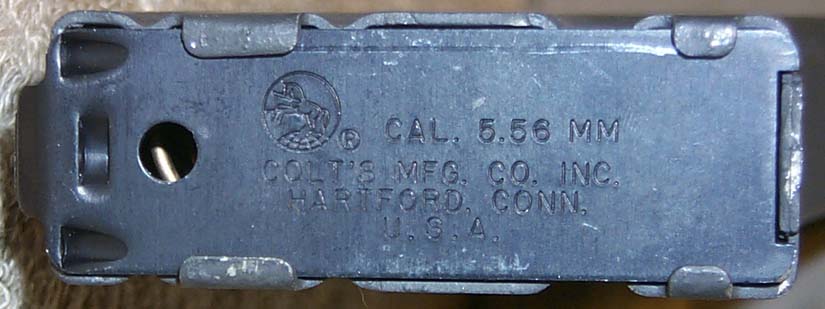 ® CAL. 5.56 MM
COLT'S MFG. CO. INC.
HARTFORD, CONN.
U.S.A.